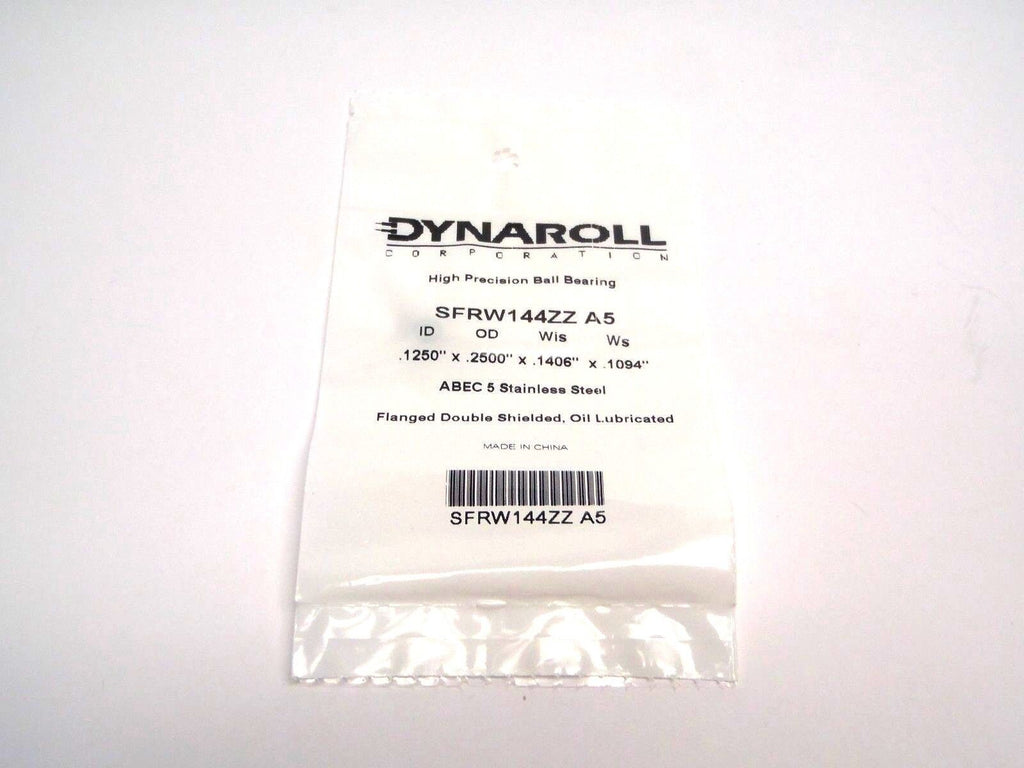 DYNAROLL
CORPORATION
High Precision Ball Bearing
SFRW144ZZ A5
ID OD Wis Ws
.1250" x .2500" x .1406" x .1094"
ABEC 5 Stainless Steel
Flanged Double Shielded, Oil Lubricated
MADE IN CHINA
SFRW144ZZ A5